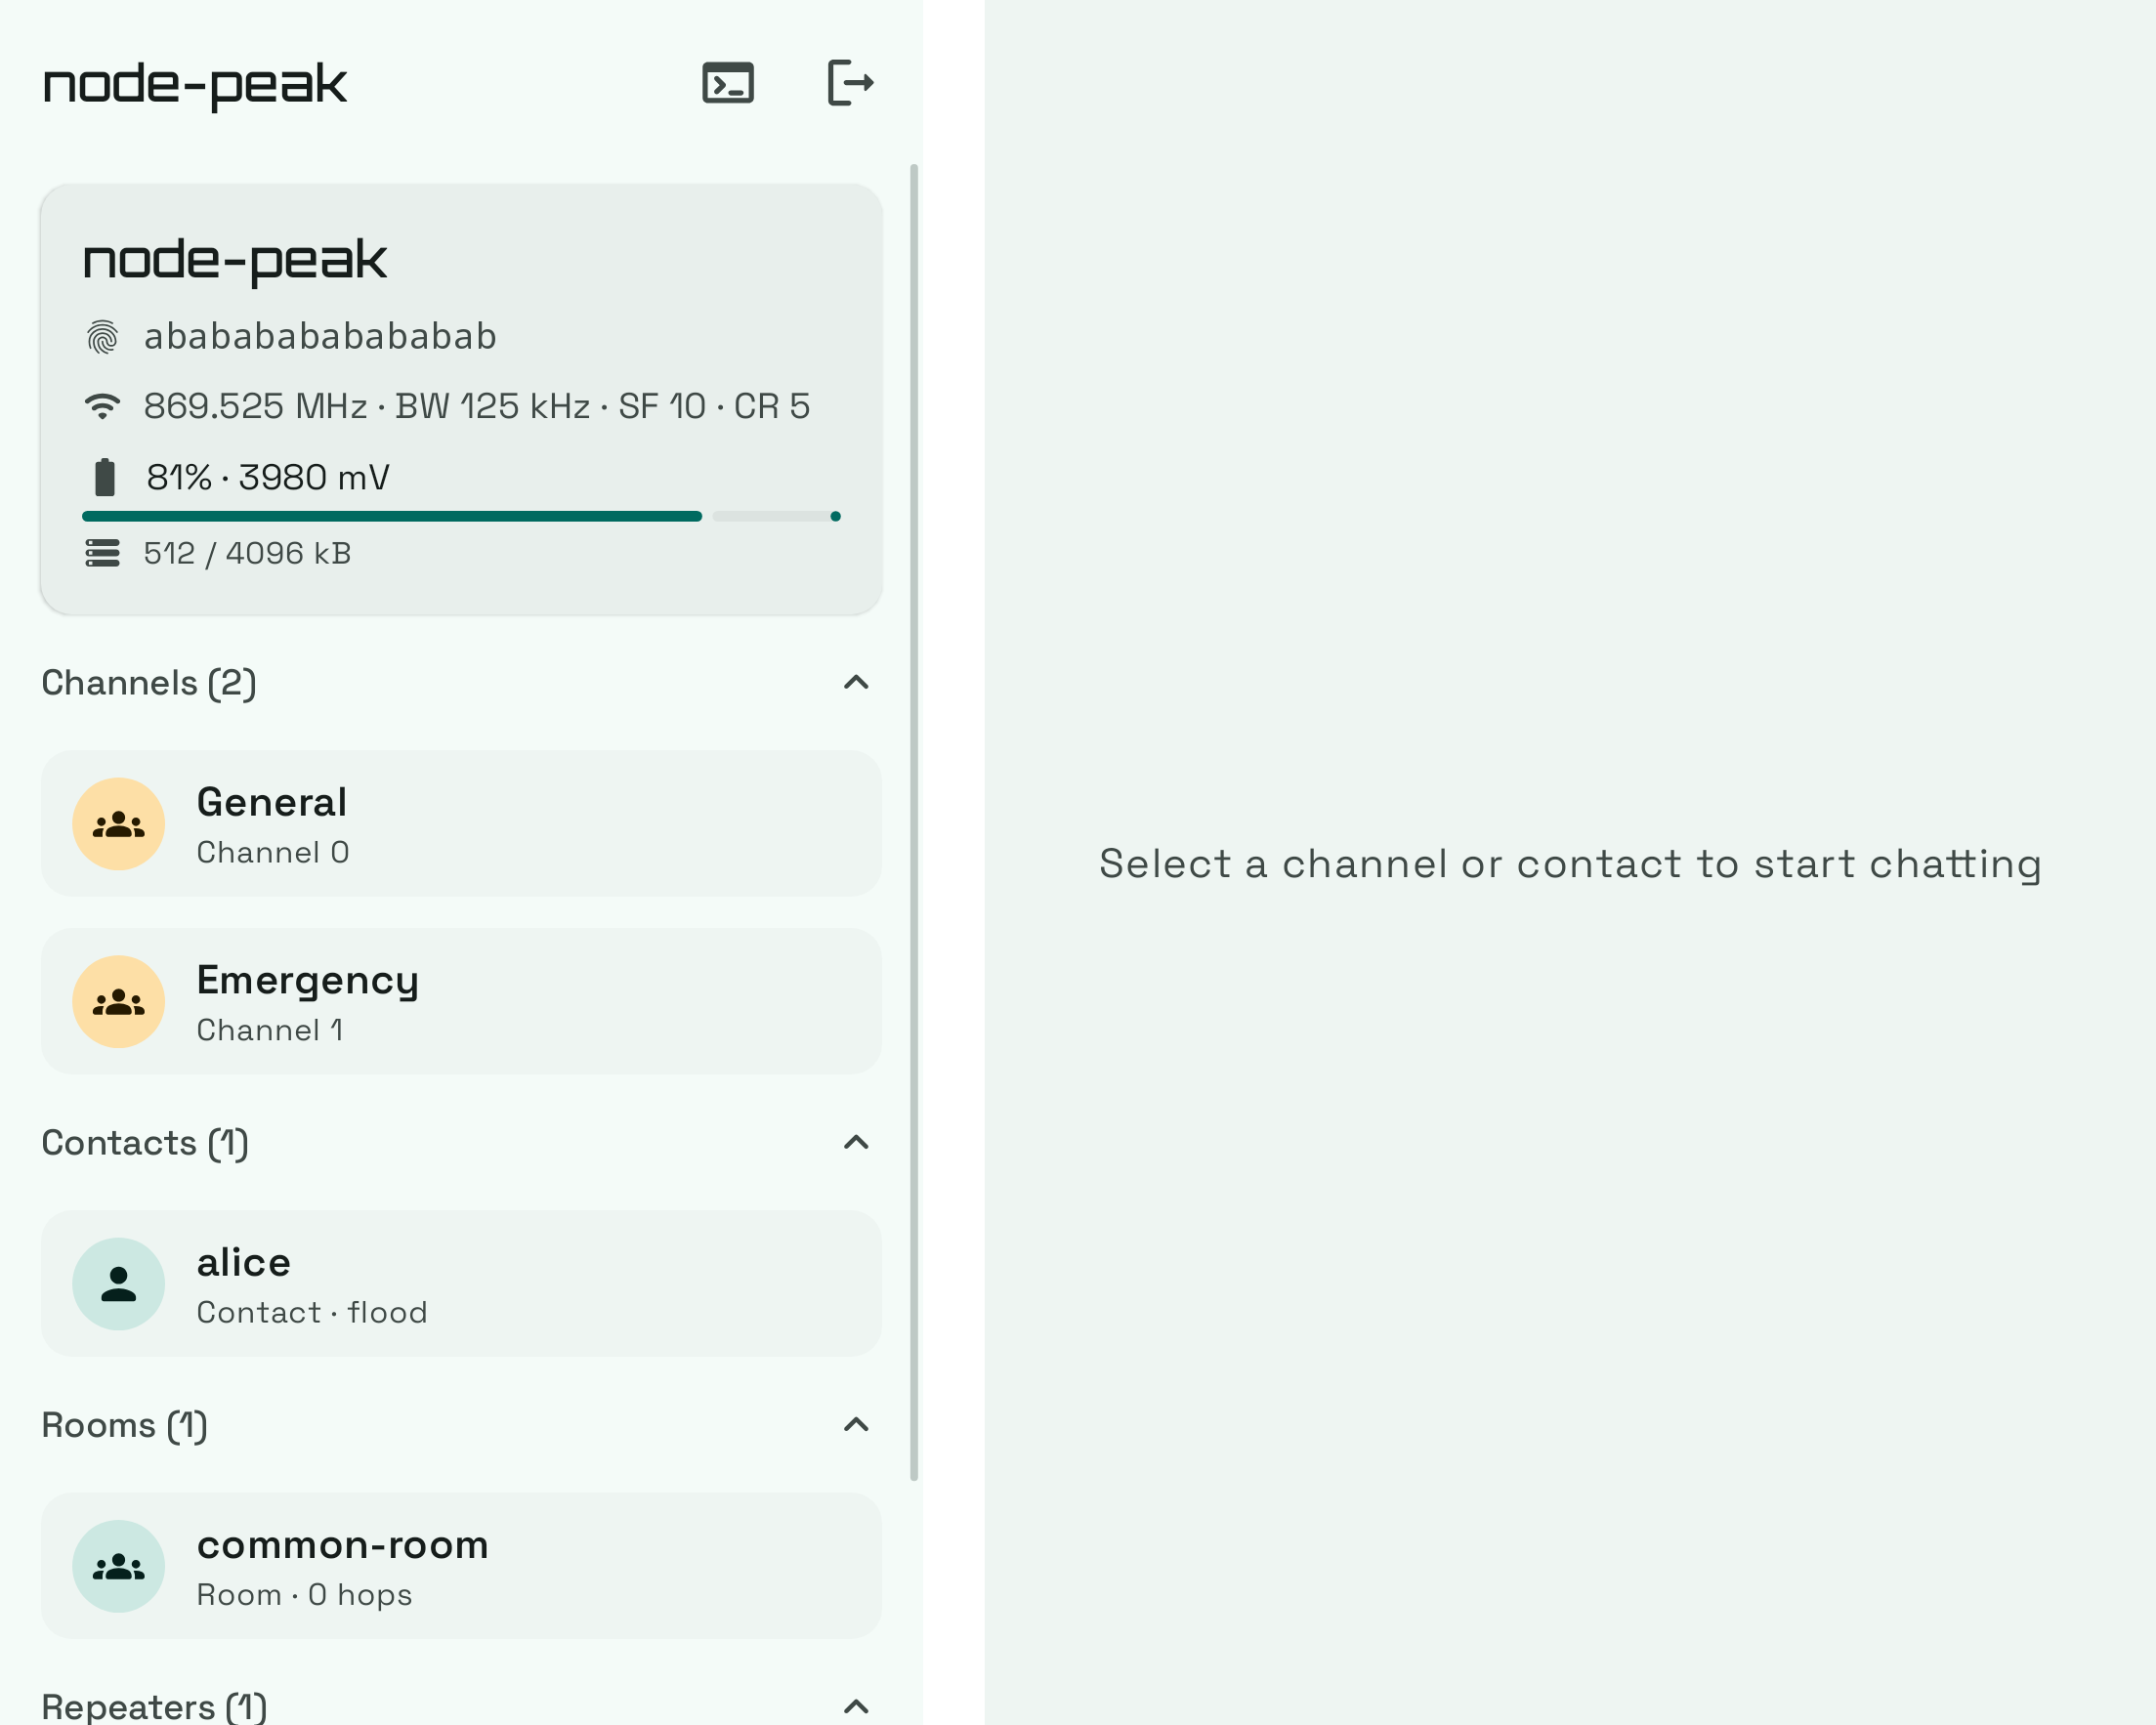 node-peak
node-peak
abababababababab
869.525 MHz · BW 125 kHz · SF 10 · CR 5
81% · 3980 mV
512 / 4096 kB
Channels (2)
General
Channel 0
Emergency
Channel 1
Contacts (1)
alice
Contact · flood
Rooms (1)
common-room
Room · 0 hops
Repeaters (1)
Select a channel or contact to start chatting